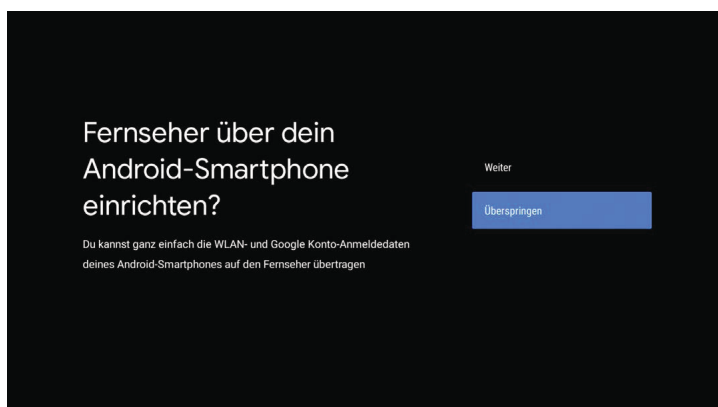 Fernseher über dein
Android-Smartphone
einrichten?
Du kannst ganz einfach die WLAN- und Google Konto-Anmeldedaten
deines Android-Smartphones auf den Fernseher übertragen
Weiter
Überspringen